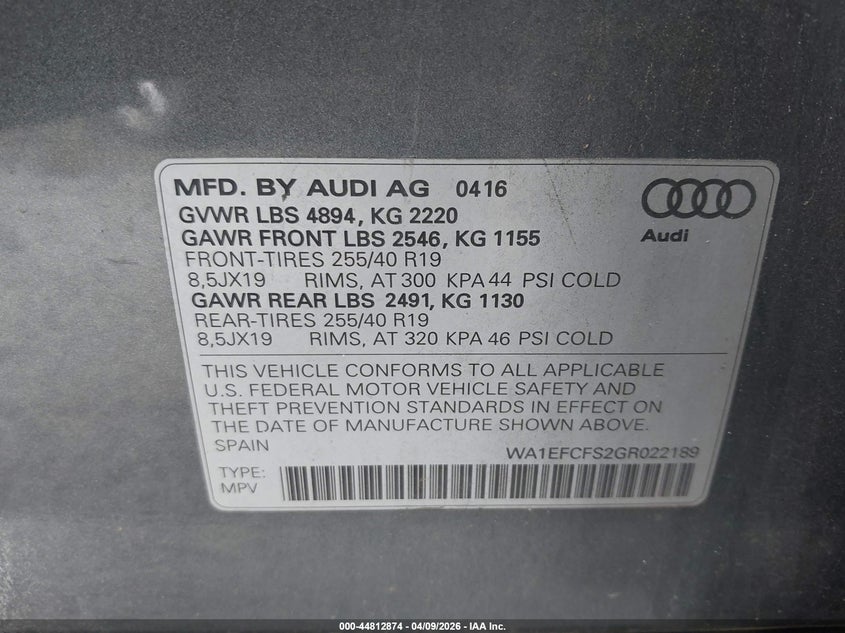 MFD. BY AUDI AG 0416
GVWR LBS 4894, KG 2220
GAWR FRONT LBS 2546, KG 1155
FRONT-TIRES 255/40 R19
8,5JX19 RIMS, AT 300 KPA 44 PSI COLD
GAWR REAR LBS 2491, KG 1130
REAR-TIRES 255/40 R19
8,5JX19 RIMS, AT 320 KPA 46 PSI COLD
Audi
THIS VEHICLE CONFORMS TO ALL APPLICABLE
U.S. FEDERAL MOTOR VEHICLE SAFETY AND
THEFT PREVENTION STANDARDS IN EFFECT ON
THE DATE OF MANUFACTURE SHOWN ABOVE.
SPAIN
WA1EFCFS2GR022189
TYPE:
MPV
000-44812874 - 04/09/2026 - IAA Inc.